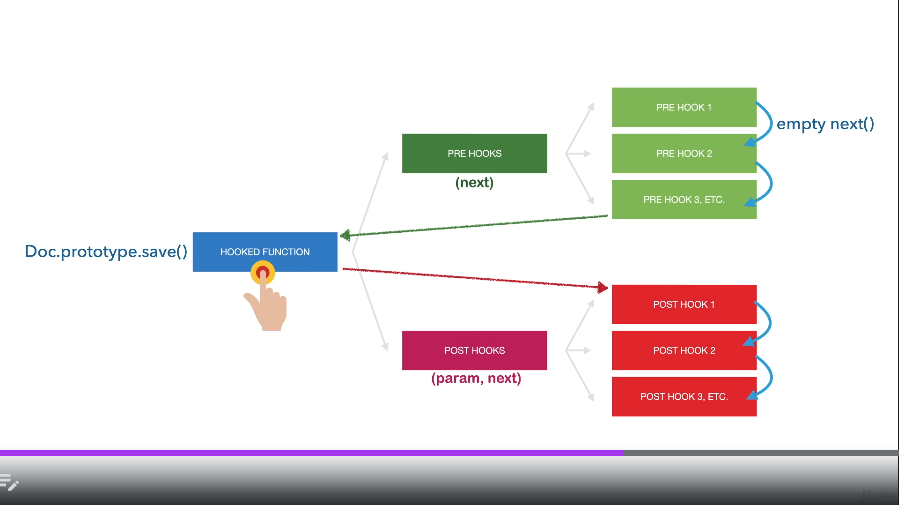 PRE HOOK 1
empty next()
PRE HOOKS
PRE HOOK 2
(next)
PRE HOOK 3, ETC.
Doc.prototype.save()
HOOKED FUNCTION
POST HOOK 1
POST HOOKS
POST HOOK 2
(param, next)
POST HOOK 3, ETC.